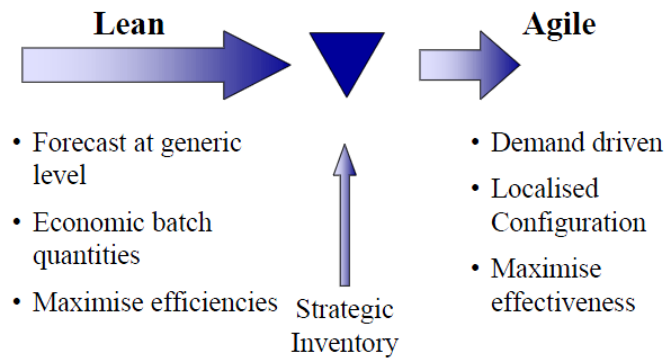 Lean
Agile
• Forecast at generic
level
• Economic batch
quantities
• Maximise efficiencies
Strategic
Inventory
• Demand driven
• Localised
Configuration
• Maximise
effectiveness